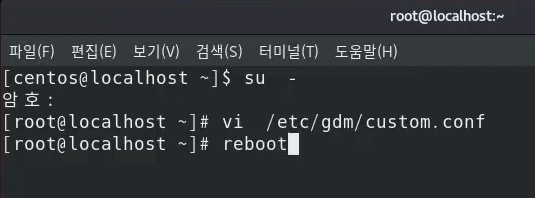 root@localhost:~
파일(F) 편집(E) 보기(V) 검색(S) 터미널(T) 도움말(H)
[centos@localhost ~]$ su  -
암호:
[root@localhost ~]# vi  /etc/gdm/custom.conf
[root@localhost ~]# reboot